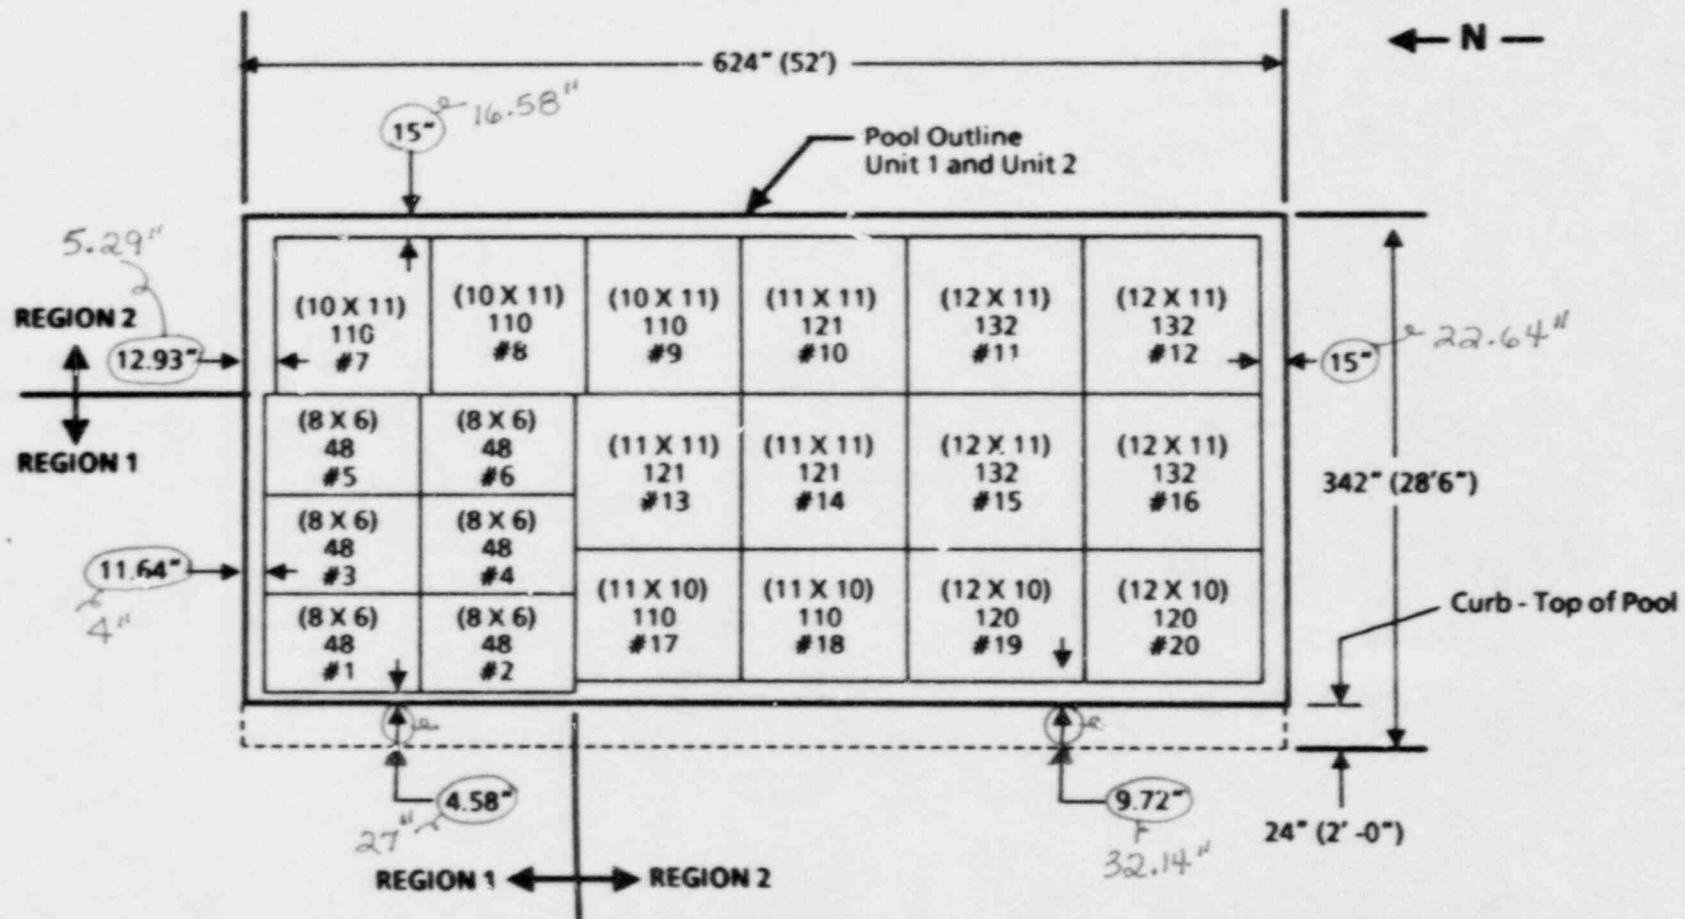 N
624" (52')
15" 16.58"
Pool Outline
Unit 1 and Unit 2
5.29"
REGION 2
12.93"
REGION 1
(10 X 11)
110
#7
(10 X 11)
110
#8
(10 X 11)
110
#9
(11 X 11)
121
#10
(12 X 11)
132
#11
(12 X 11)
132
#12
15" 22.64"
(8 X 6)
48
#5
(8 X 6)
48
#6
(11 X 11)
121
#13
(11 X 11)
121
#14
(12 X 11)
132
#15
(12 X 11)
132
#16
342" (28'6")
11.64"
4"
(8 X 6)
48
#3
(8 X 6)
48
#4
(8 X 6)
48
#1
(8 X 6)
48
#2
(11 X 10)
110
#17
(11 X 10)
110
#18
(12 X 10)
120
#19
(12 X 10)
120
#20
Curb - Top of Pool
4.58"
27"
9.72"
32.14"
24" (2' -0")
REGION 1 REGION 2